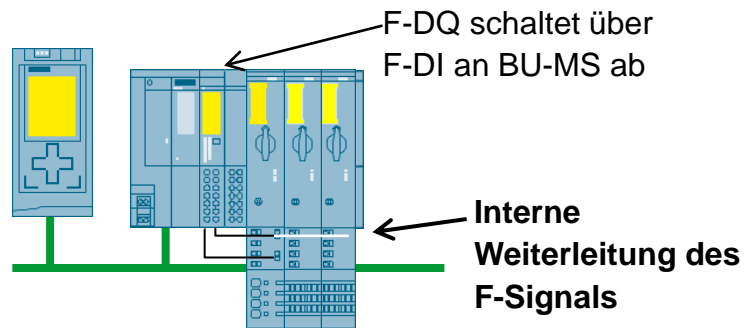 F-DQ schaltet über
F-DI an BU-MS ab
Interne
Weiterleitung des
F-Signals